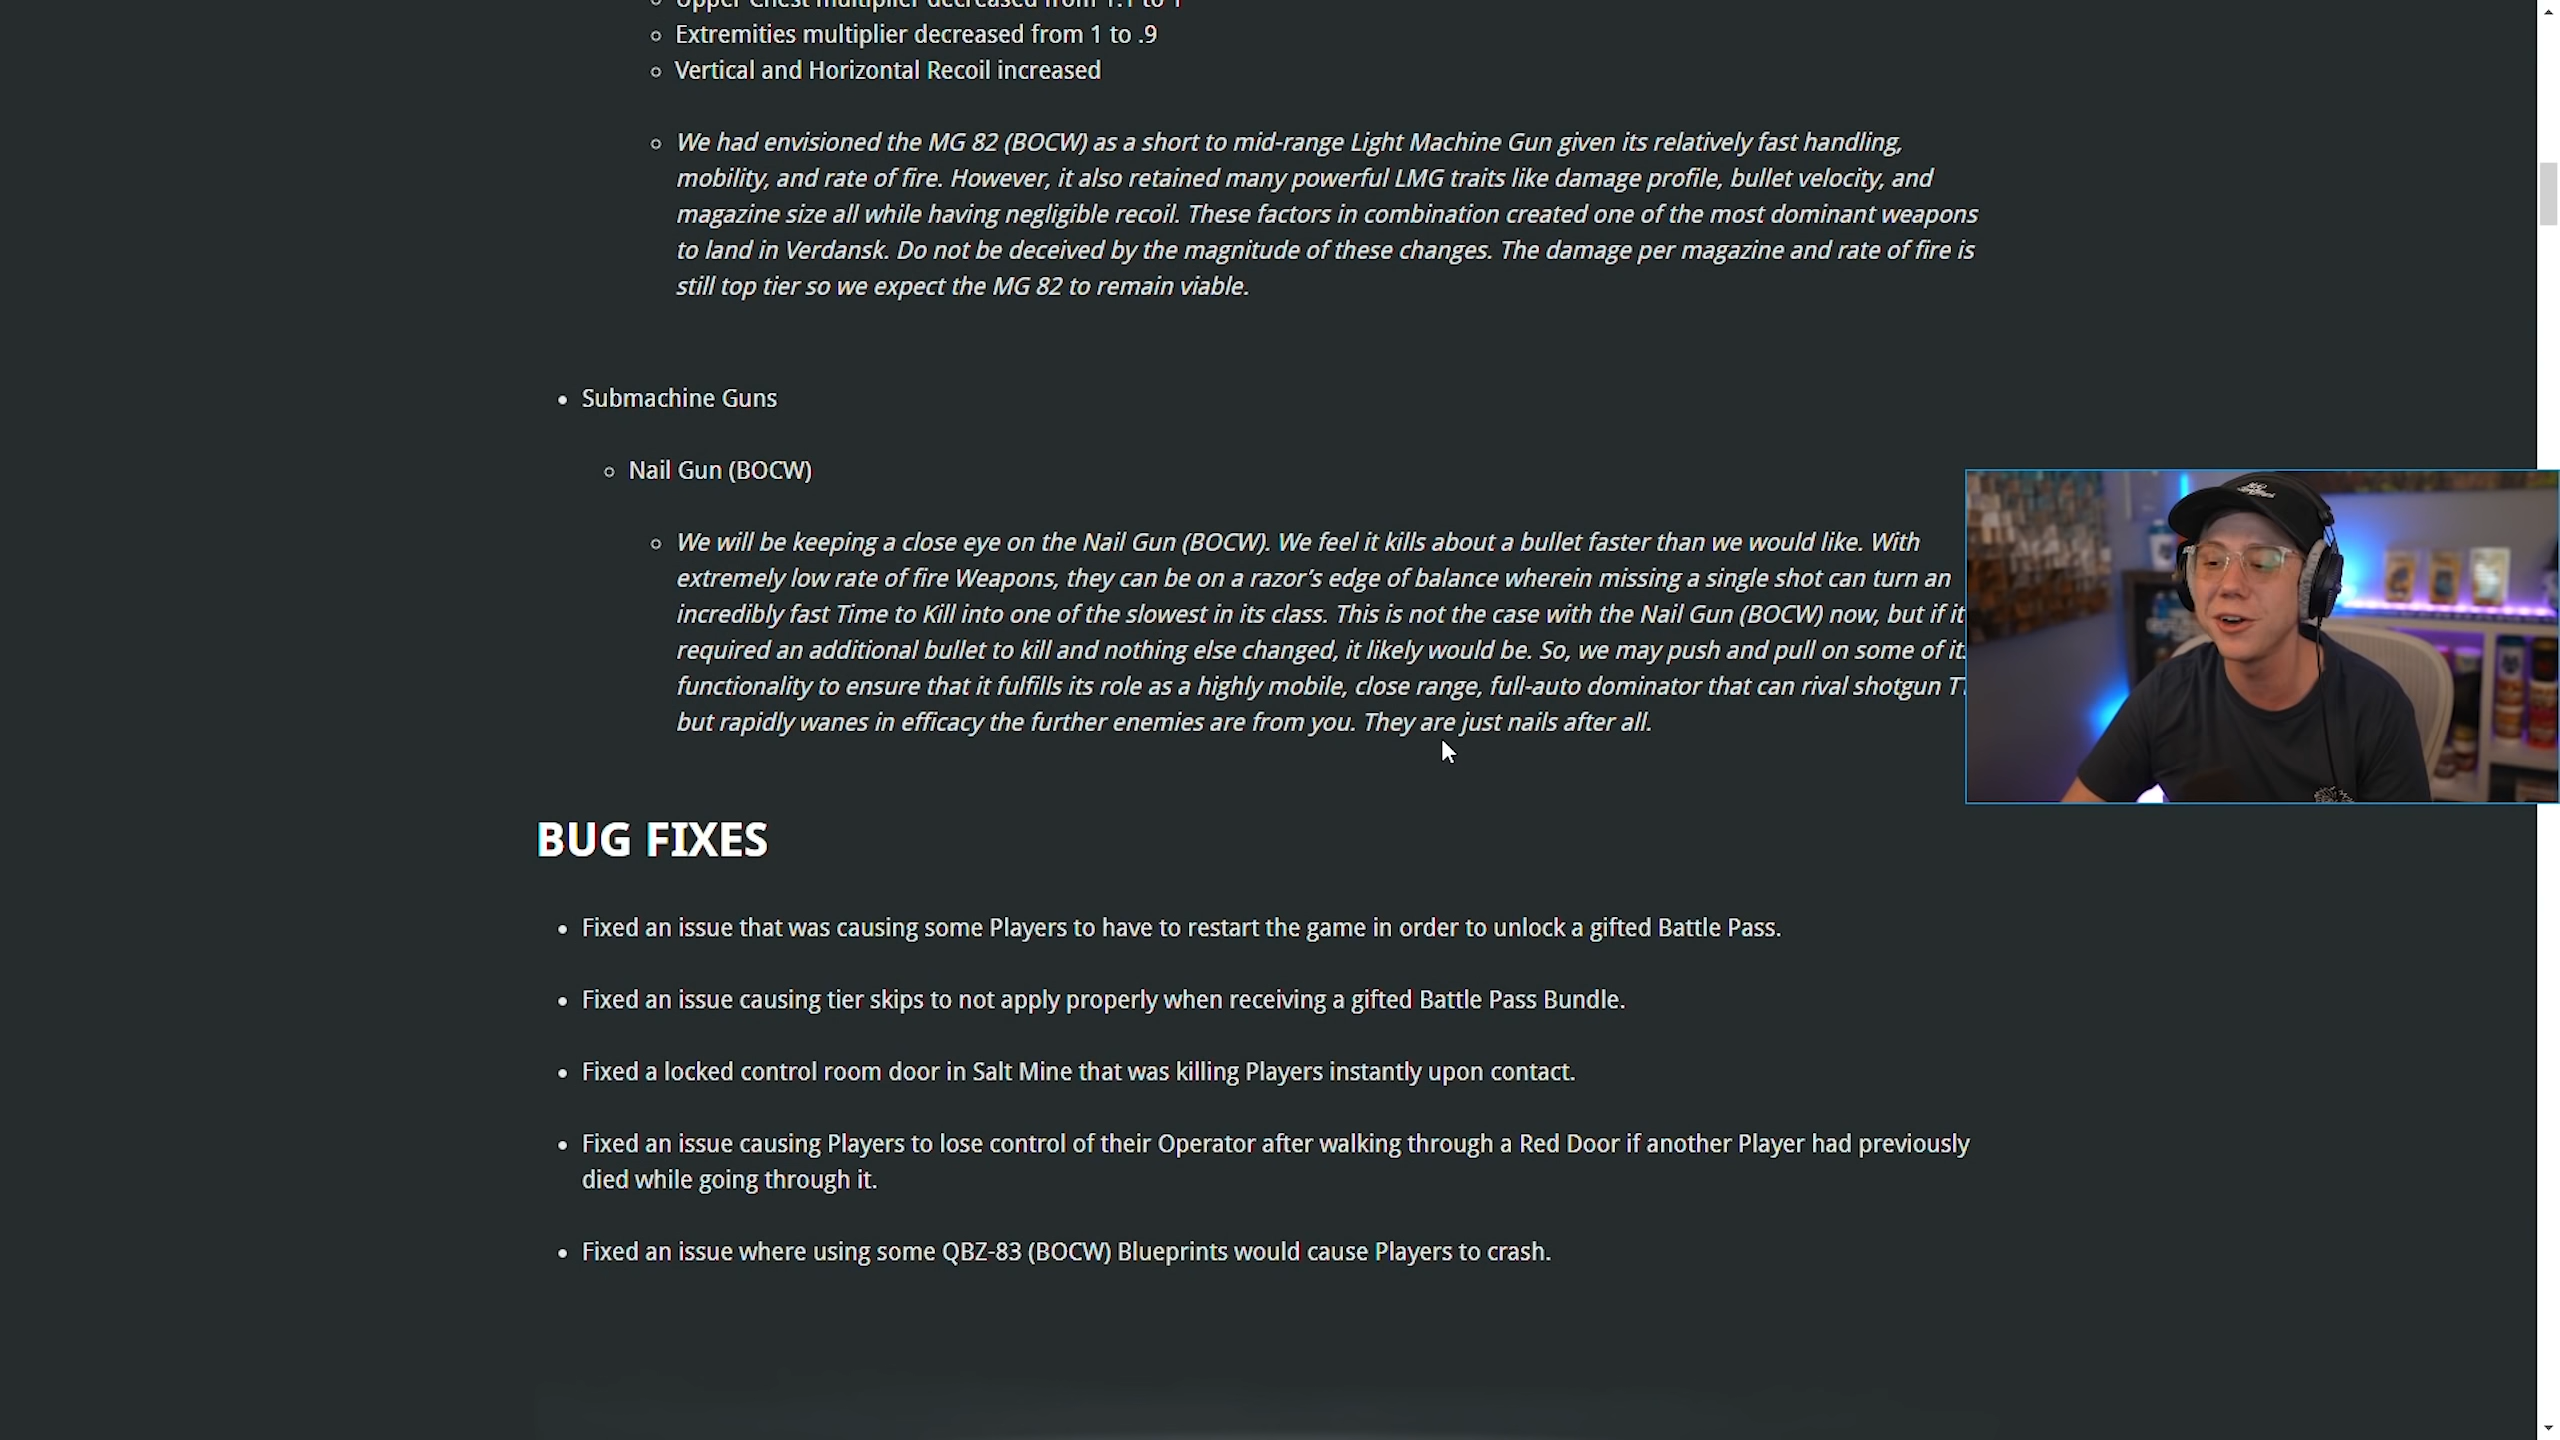 Upper Chest multiplier decreased from 1.1 to 1
Extremities multiplier decreased from 1 to .9
Vertical and Horizontal Recoil increased
We had envisioned the MG 82 (BOCW) as a short to mid-range Light Machine Gun given its relatively fast handling,
mobility, and rate of fire. However, it also retained many powerful LMG traits like damage profile, bullet velocity, and
magazine size all while having negligible recoil. These factors in combination created one of the most dominant weapons
to land in Verdansk. Do not be deceived by the magnitude of these changes. The damage per magazine and rate of fire is
still top tier so we expect the MG 82 to remain viable.
Submachine Guns
Nail Gun (BOCW)
We will be keeping a close eye on the Nail Gun (BOCW). We feel it kills about a bullet faster than we would like. With
extremely low rate of fire Weapons, they can be on a razor’s edge of balance wherein missing a single shot can turn an
incredibly fast Time to Kill into one of the slowest in its class. This is not the case with the Nail Gun (BOCW) now, but if it
required an additional bullet to kill and nothing else changed, it likely would be. So, we may push and pull on some of
functionality to ensure that it fulfills its role as a highly mobile, close range, full-auto dominator that can rival shotgun
but rapidly wanes in efficacy the further enemies are from you. They are just nails after all.
BUG FIXES
Fixed an issue that was causing some Players to have to restart the game in order to unlock a gifted Battle Pass.
Fixed an issue causing tier skips to not apply properly when receiving a gifted Battle Pass Bundle.
Fixed a locked control room door in Salt Mine that was killing Players instantly upon contact.
Fixed an issue causing Players to lose control of their Operator after walking through a Red Door if another Player had previously
died while going through it.
Fixed an issue where using some QBZ-83 (BOCW) Blueprints would cause Players to crash.